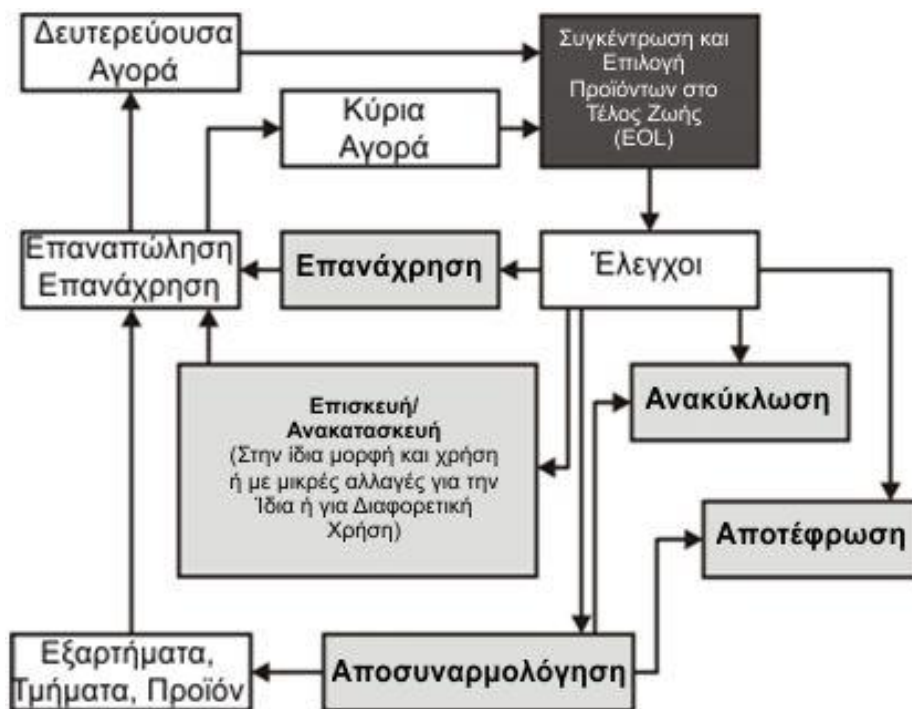 Δευτερεύουσα
Αγορά
Συγκέντρωση και
Επιλογή
Προϊόντων στο
Τέλος Ζωής
(EOL)
Κύρια
Αγορά
Επαναπώληση
Επανάχρηση
Επανάχρηση
Έλεγχοι
Επισκευή/
Ανακατασκευή
(Στην ίδια μορφή και χρήση
ή με μικρές αλλαγές για την
Ίδια ή για Διαφορετική
Χρήση)
Ανακύκλωση
Αποτέφρωση
Εξαρτήματα,
Τμήματα, Προϊόν
Αποσυναρμολόγηση